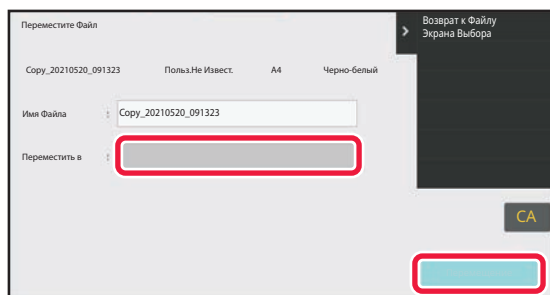 Переместите Файл
Возврат к Файлу
Экрана Выбора
Copy_20210520_091323 Польз.Не Извест. A4 Черно-белый
Имя Файла : Copy_20210520_091323
Переместить в :
CA